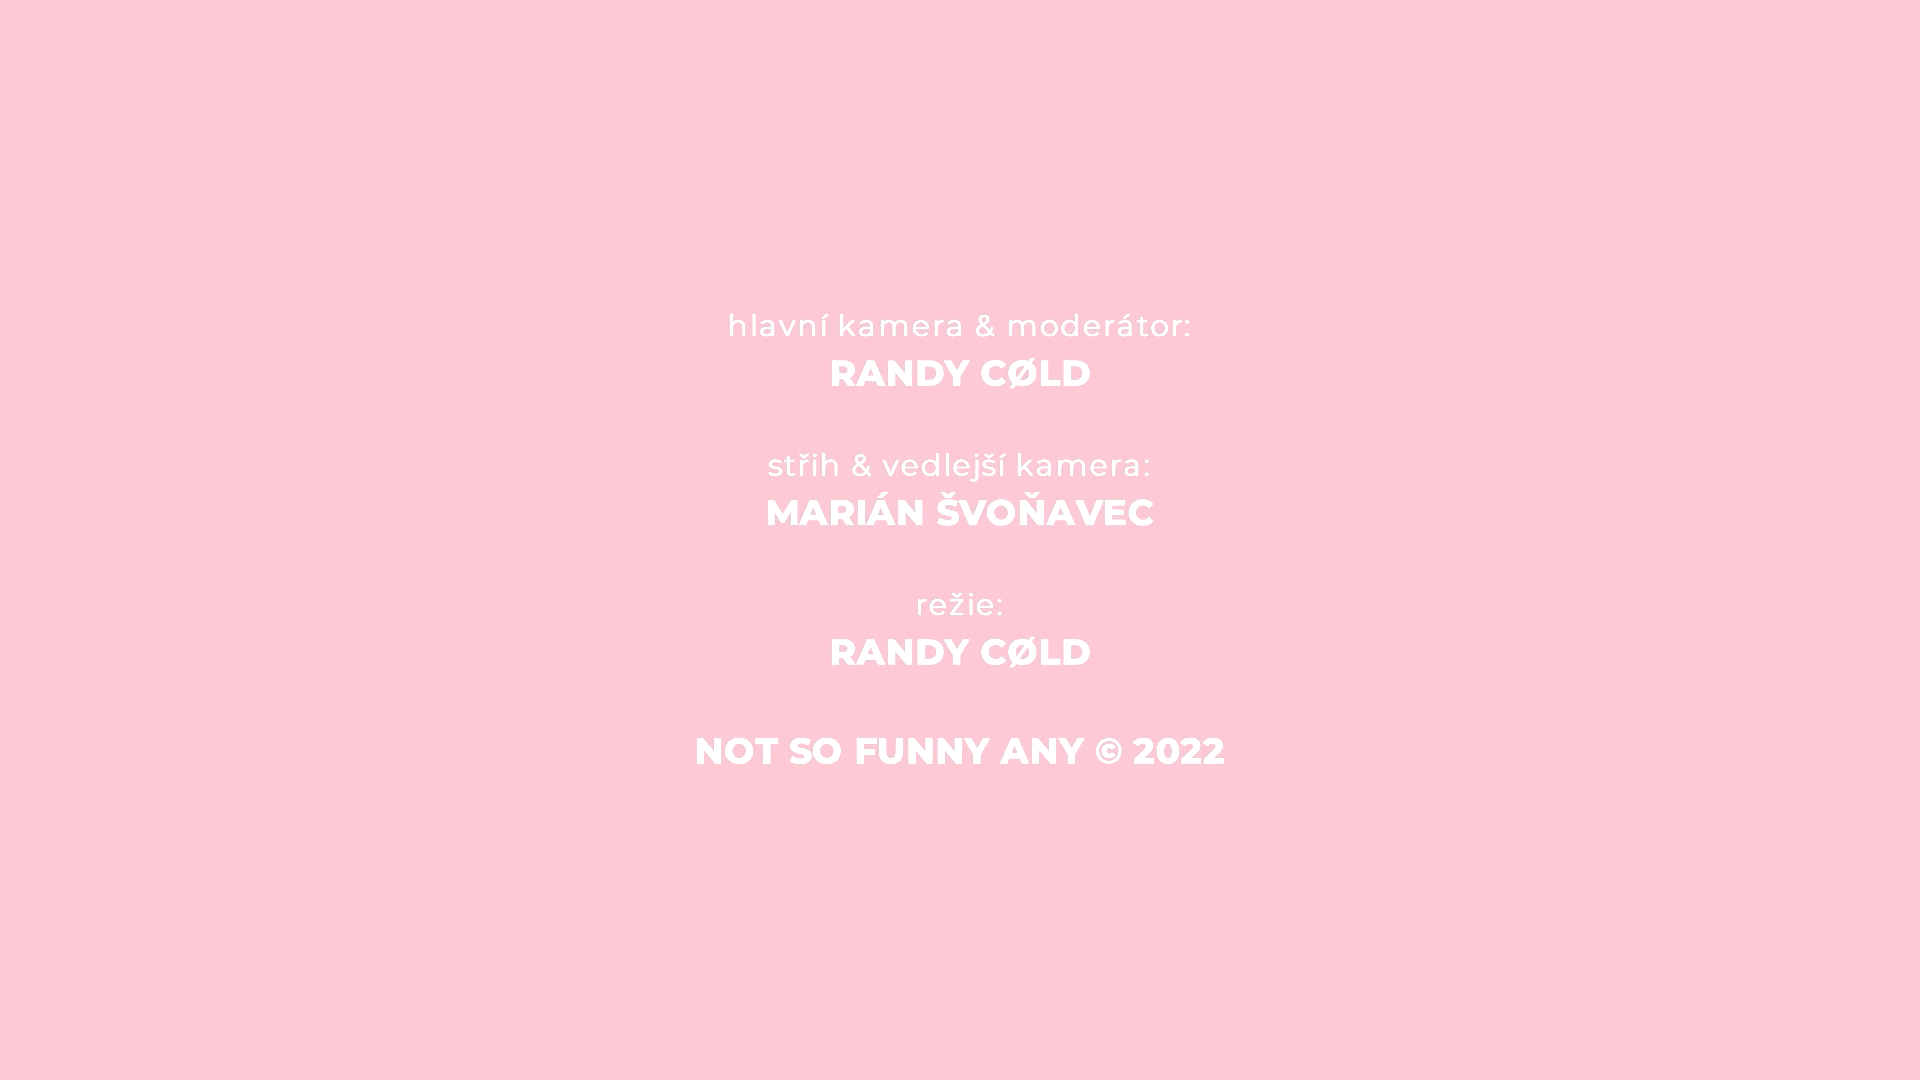 hlavní kamera & moderátor:
RANDY CØLD
střih & vedlejší kamera:
MARIÁN ŠVOŇAVEC
režie:
RANDY CØLD
NOT SO FUNNY ANY © 2022